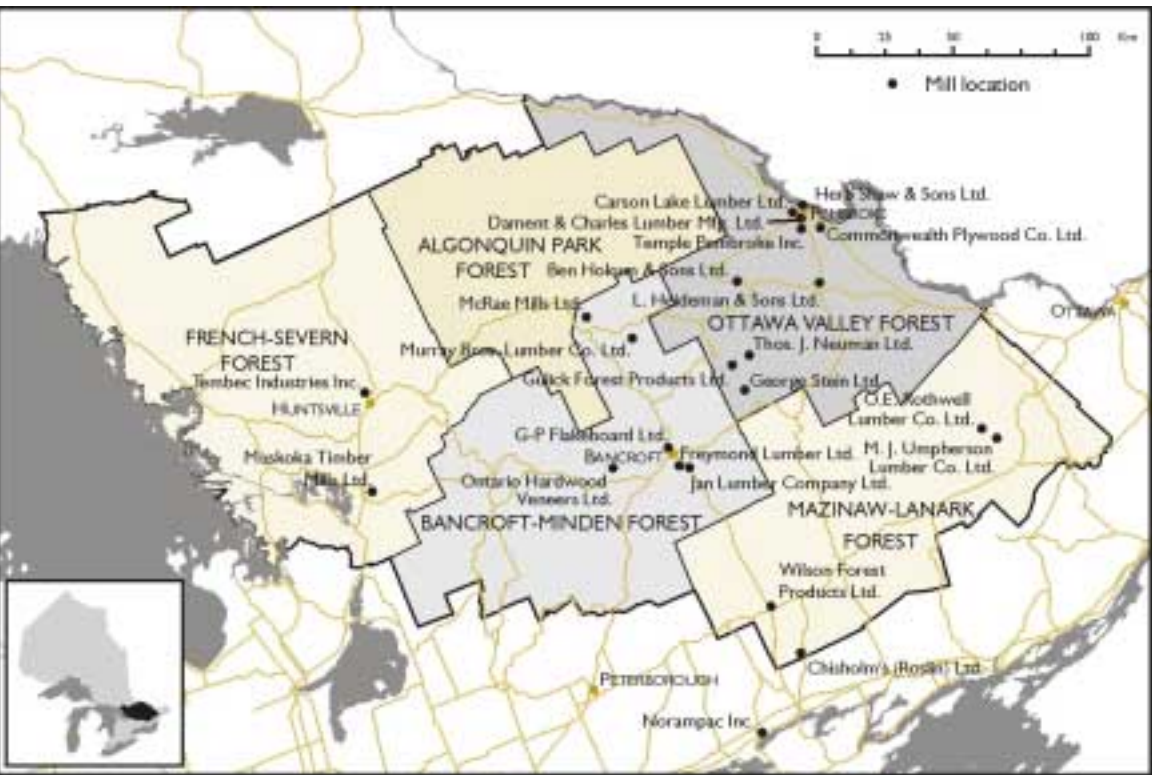 0 25 50 100 Km
Mill location
Herb Shaw & Sons Ltd.
Carson Lake Lumber Ltd.
PEMBROKE
Dament & Charles Lumber Mfg. Ltd.
Commonwealth Plywood Co. Ltd.
Temple Pembroke Inc.
ALGONQUIN PARK
FOREST
Ben Hokum & Sons Ltd.
McRae Mills Ltd.
L. Heideman & Sons Ltd.
OTTAWA
OTTAWA VALLEY FOREST
FRENCH-SEVERN
FOREST
Murray Bros. Lumber Co. Ltd.
Thos. J. Neuman Ltd.
Gulick Forest Products Ltd.
George Stein Ltd.
Tembec Industries Inc.
HUNTSVILLE
O.E. Rothwell
Lumber Co. Ltd.
G-P Flakeboard Ltd.
BANCROFT
Freymond Lumber Ltd.
M. J. Umpherson
Lumber Co. Ltd.
Muskoka Timber
Mills Ltd.
Ontario Hardwood
Veneers Ltd.
Jan Lumber Company Ltd.
BANCROFT-MINDEN FOREST
MAZINAW-LANARK
FOREST
Wilson Forest
Products Ltd.
Chisholm's (Roslin) Ltd.
PETERBOROUGH
Norampac Inc.